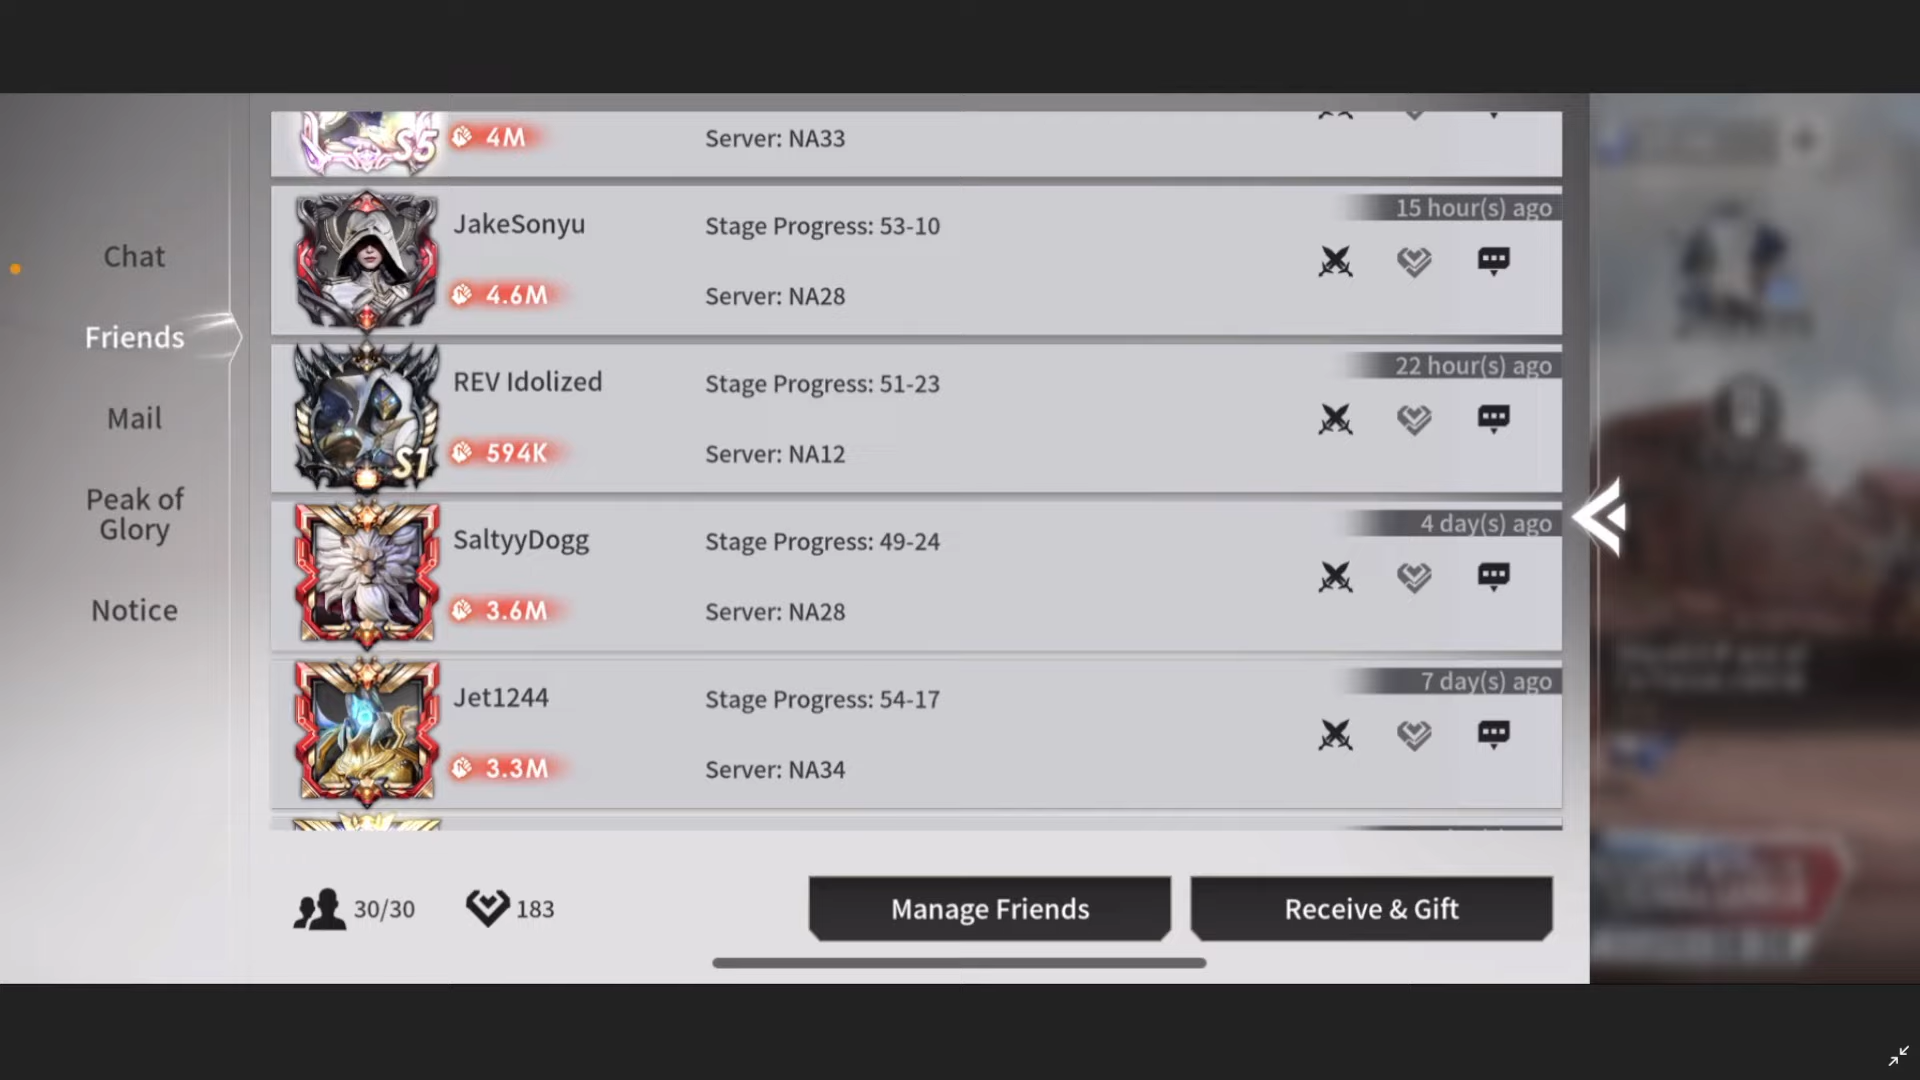 S5
4M
Server: NA33
15 hour(s) ago
JakeSonyu
Stage Progress: 53-10
4.6M
Server: NA28
22 hour(s) ago
REV Idolized
Stage Progress: 51-23
S1
594K
Server: NA12
4 day(s) ago
SaltyyDogg
Stage Progress: 49-24
3.6M
Server: NA28
7 day(s) ago
Jet1244
Stage Progress: 54-17
3.3M
Server: NA34
Chat
Friends
Mail
Peak of
Glory
Notice
30/30
183
Manage Friends
Receive & Gift